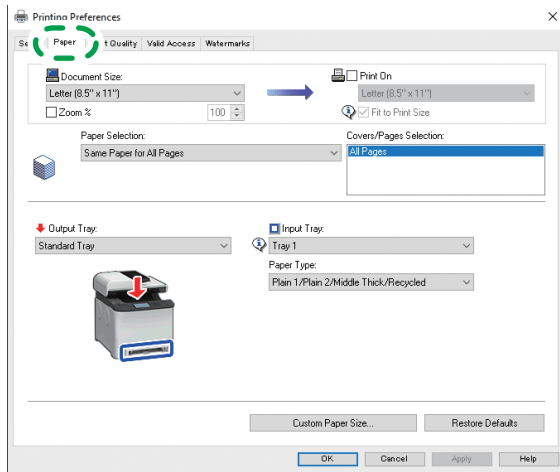 Printing Preferences
Se Paper t Quality Valid Access Watermarks
Document Size:
Letter (8.5" x 11")
Zoom % 100
Print On
Letter (8.5" x 11")
Fit to Print Size
Paper Selection:
Same Paper for All Pages
Covers/Pages Selection:
All Pages
Output Tray:
Standard Tray
Input Tray:
Tray 1
Paper Type:
Plain 1/Plain 2/Middle Thick/Recycled
Custom Paper Size... Restore Defaults
OK Cancel Apply Help